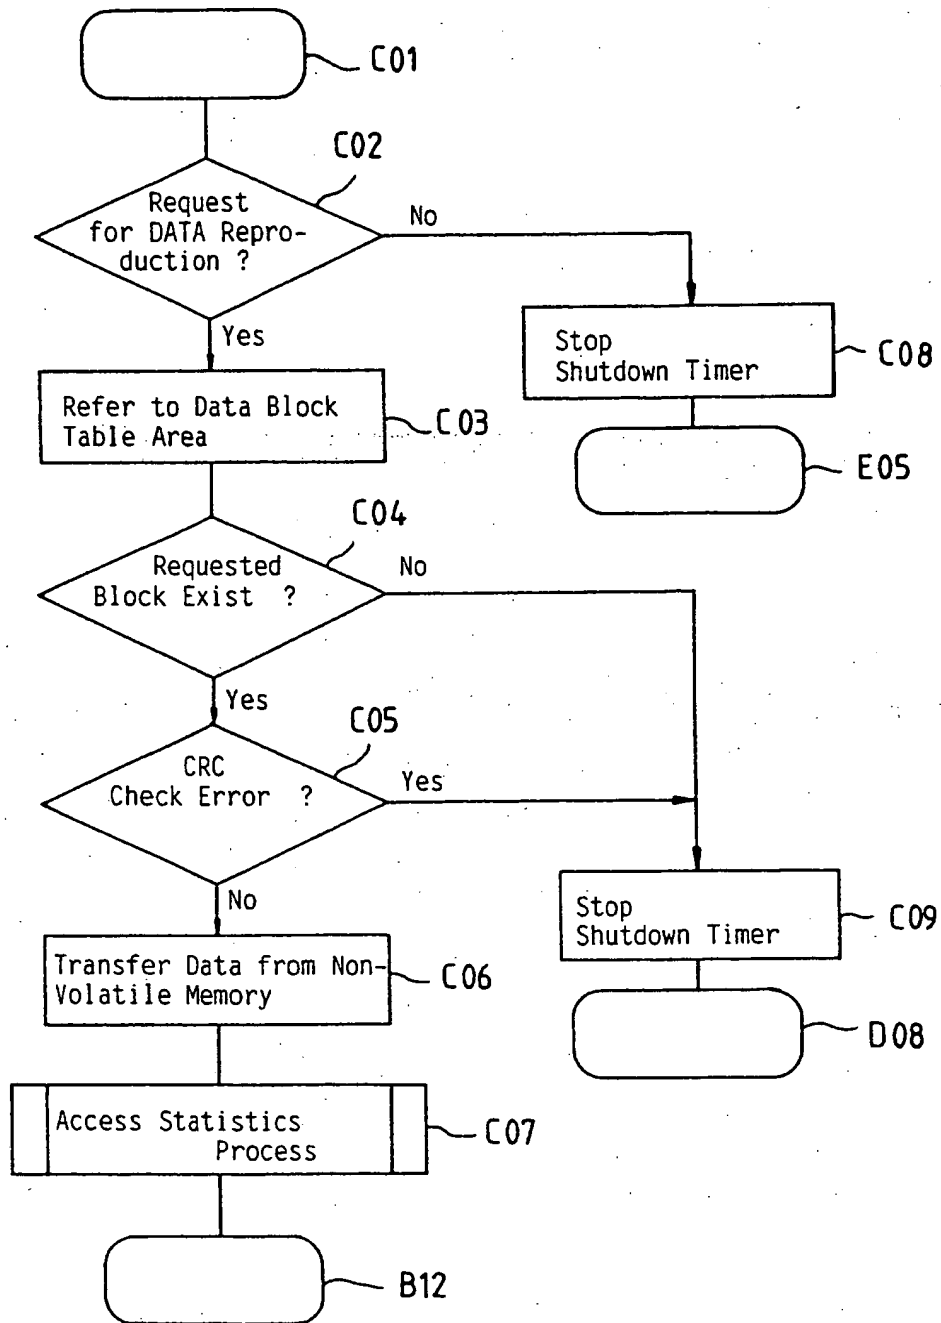 C01
C02
Request
for DATA Repro-
duction ?
No
Yes
Stop
Shutdown Timer
C08
Refer to Data Block
Table Area
C03
E05
C04
Requested
Block Exist ?
No
Yes
C05
CRC
Check Error ?
Yes
No
Stop
Shutdown Timer
C09
Transfer Data from Non-
Volatile Memory
C06
D08
Access Statistics
Process
C07
B12